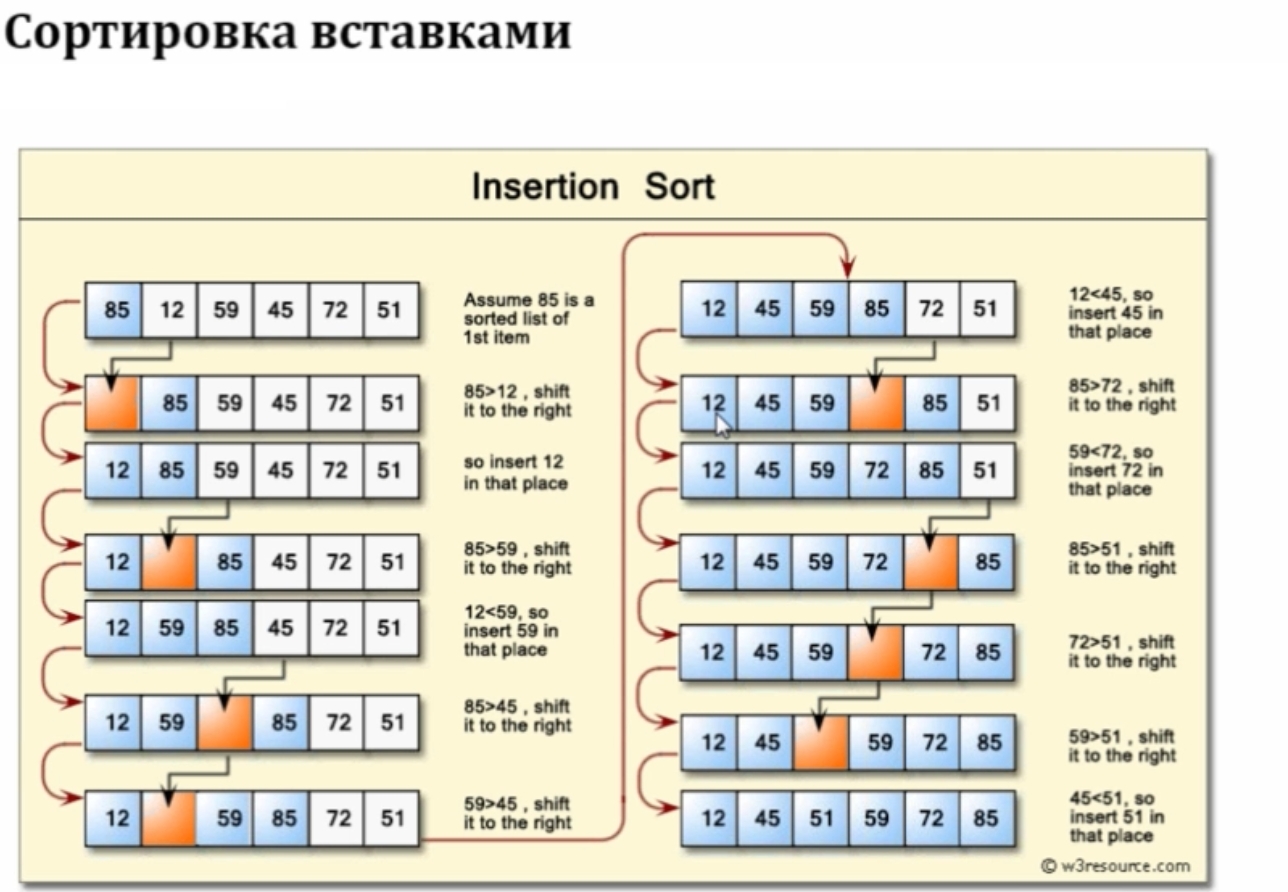 Сортировка вставками
Insertion Sort
85 12 59 45 72 51
Assume 85 is a
sorted list of
1st item
85 59 45 72 51
85>12 , shift
it to the right
12 85 59 45 72 51
so insert 12
in that place
12 85 45 72 51
85>59 , shift
it to the right
12 59 85 45 72 51
12<59, so
insert 59 in
that place
12 59 85 72 51
85>45 , shift
it to the right
12 59 85 72 51
59>45 , shift
it to the right
12 45 59 85 72 51
12<45, so
insert 45 in
that place
12 45 59 85 51
85>72 , shift
it to the right
12 45 59 72 85 51
59<72, so
insert 72 in
that place
12 45 59 72 85
85>51 , shift
it to the right
12 45 59 72 85
72>51 , shift
it to the right
12 45 59 72 85
59>51 , shift
it to the right
12 45 51 59 72 85
45<51, so
insert 51 in
that place
© w3resource.com